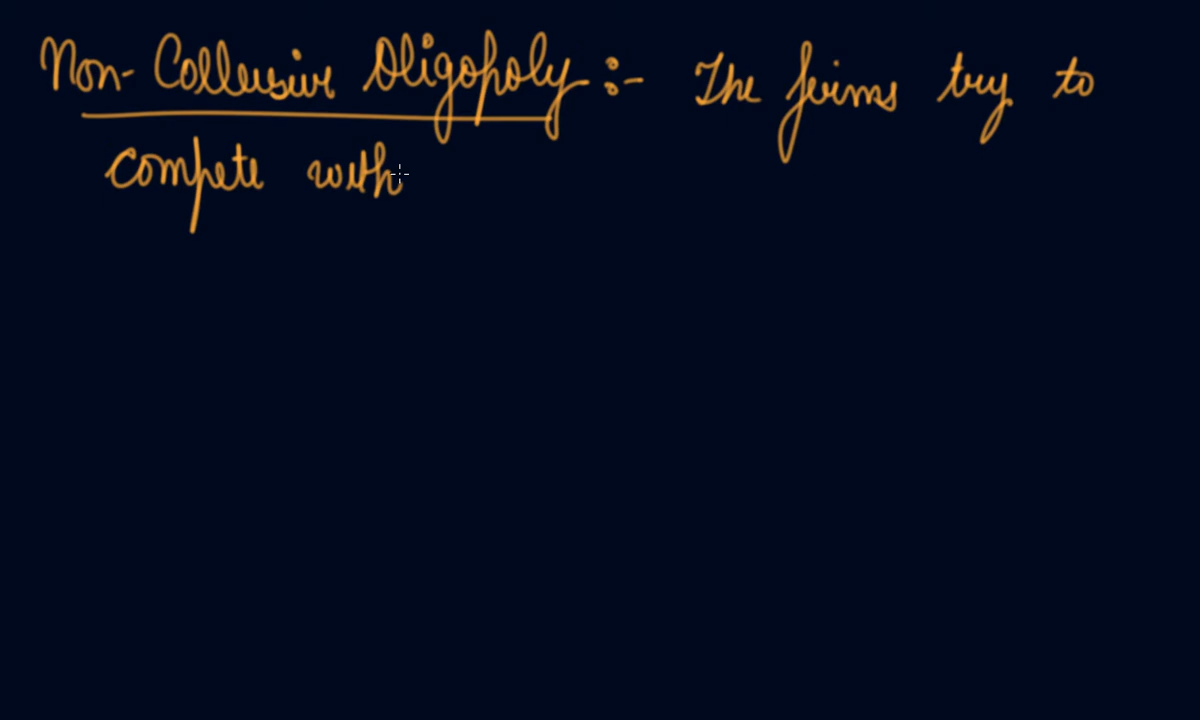 Non-Collusive Oligopoly :- The firms try to
compete with